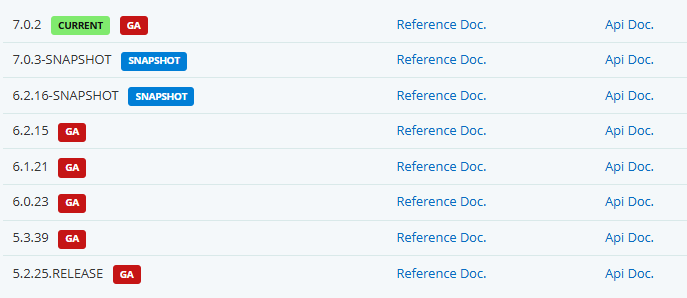 7.0.2 CURRENT GA Reference Doc. Api Doc.
7.0.3-SNAPSHOT SNAPSHOT Reference Doc. Api Doc.
6.2.16-SNAPSHOT SNAPSHOT Reference Doc. Api Doc.
6.2.15 GA Reference Doc. Api Doc.
6.1.21 GA Reference Doc. Api Doc.
6.0.23 GA Reference Doc. Api Doc.
5.3.39 GA Reference Doc. Api Doc.
5.2.25.RELEASE GA Reference Doc. Api Doc.